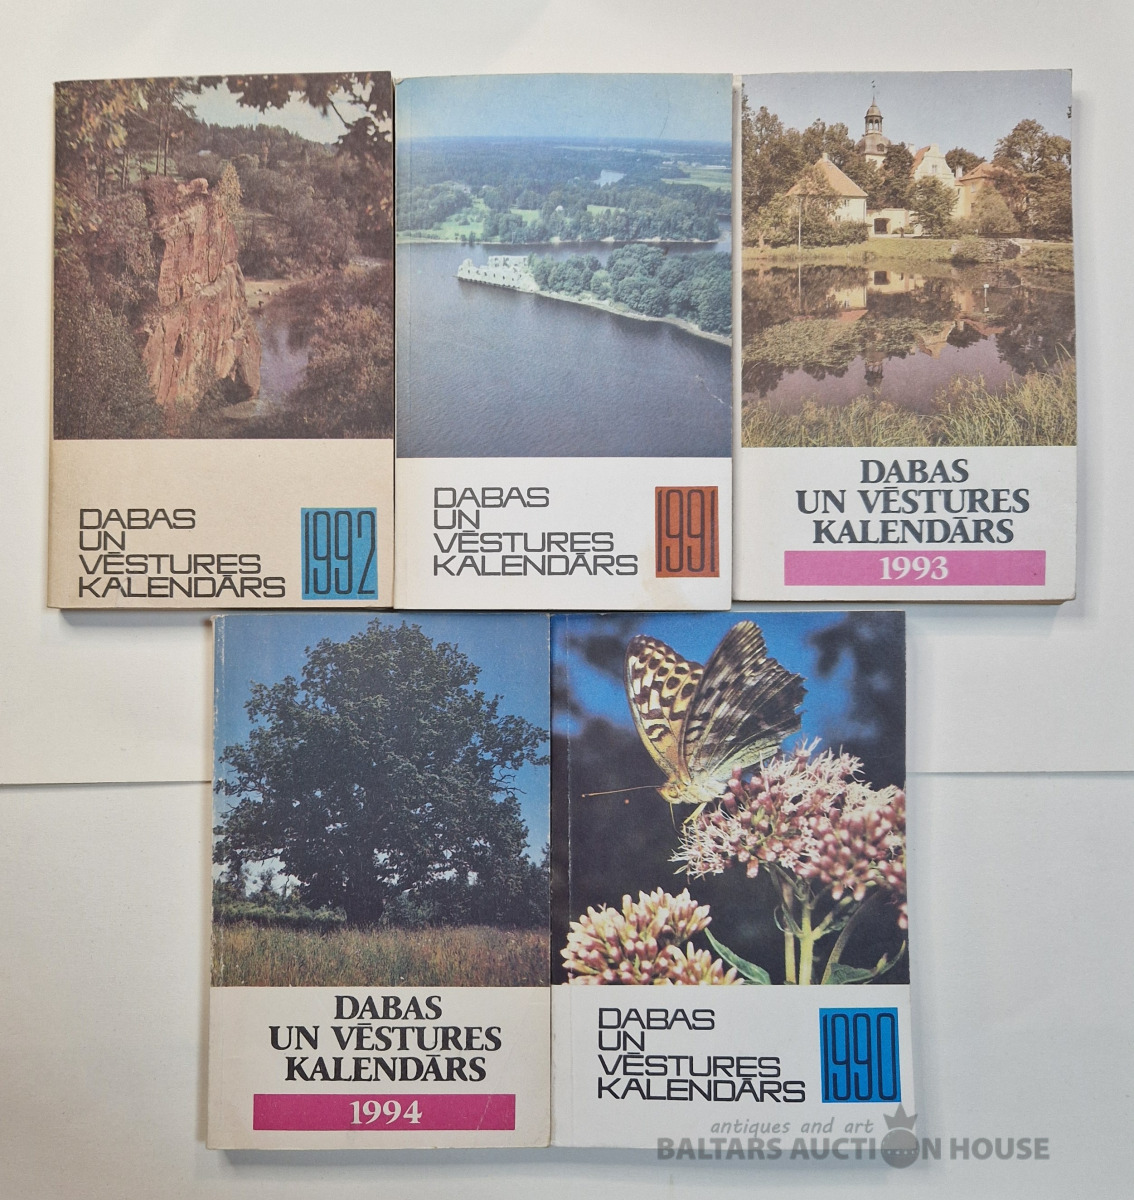 DABAS
UN
VĒSTURES
KALENDĀRS
1992
DABAS
UN
VĒSTURES
KALENDĀRS
1991
DABAS
UN VĒSTURES
KALENDĀRS
1993
DABAS
UN VĒSTURES
KALENDĀRS
1994
DABAS
UN
VĒSTURES
KALENDĀRS
1990
antiques and art
BALTARS AUCTION HOUSE